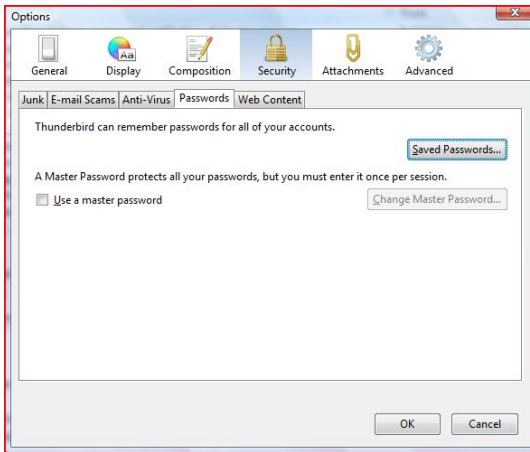 Options
General Display Composition Security Attachments Advanced
Junk E-mail Scams Anti-Virus Passwords Web Content
Thunderbird can remember passwords for all of your accounts.
Saved Passwords...
A Master Password protects all your passwords, but you must enter it once per session.
Use a master password Change Master Password...
OK Cancel